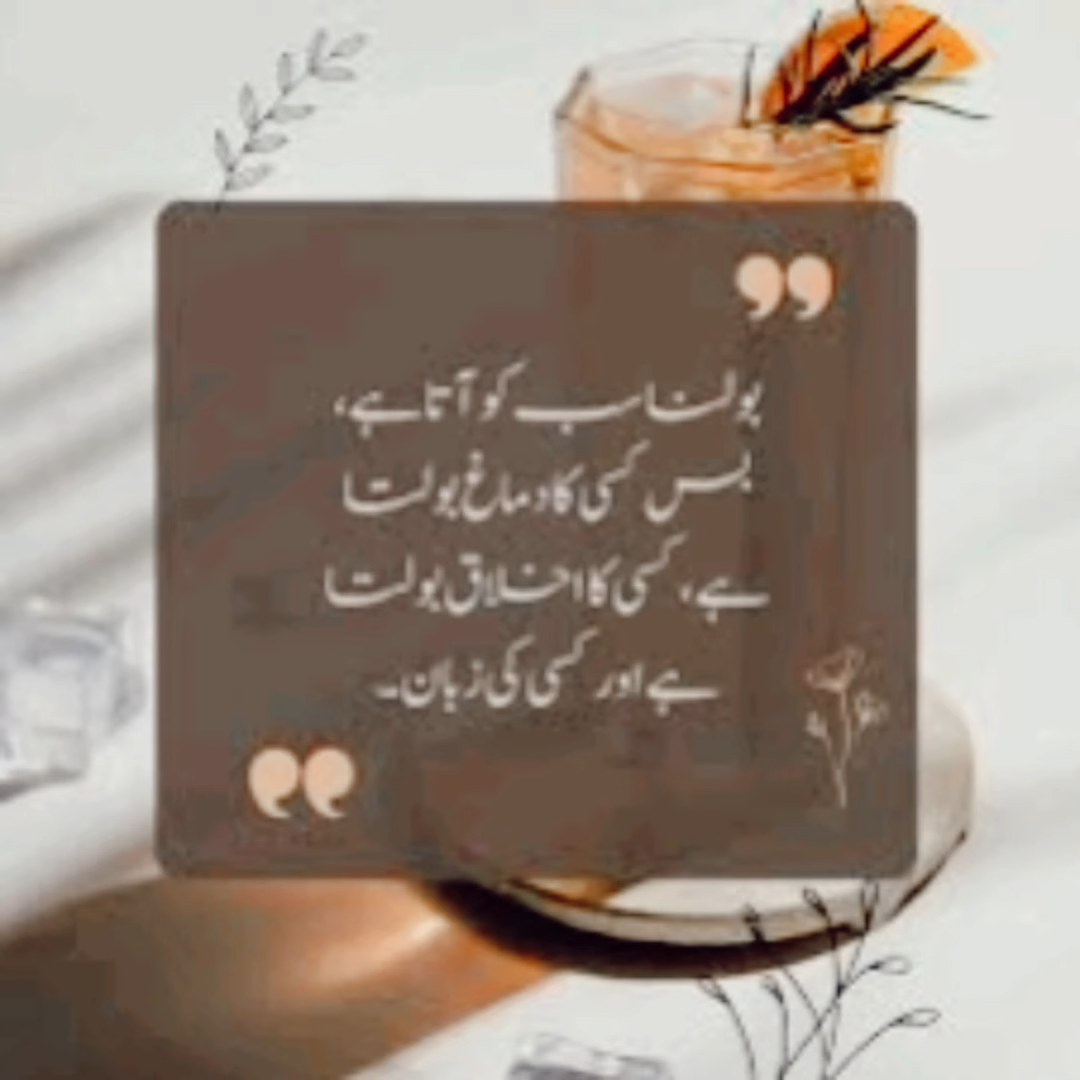 بولنا سب کو آتا ہے،
بس کسی کا دماغ بولتا
ہے، کسی کا اخلاق بولتا
ہے اور کسی کی زبان۔